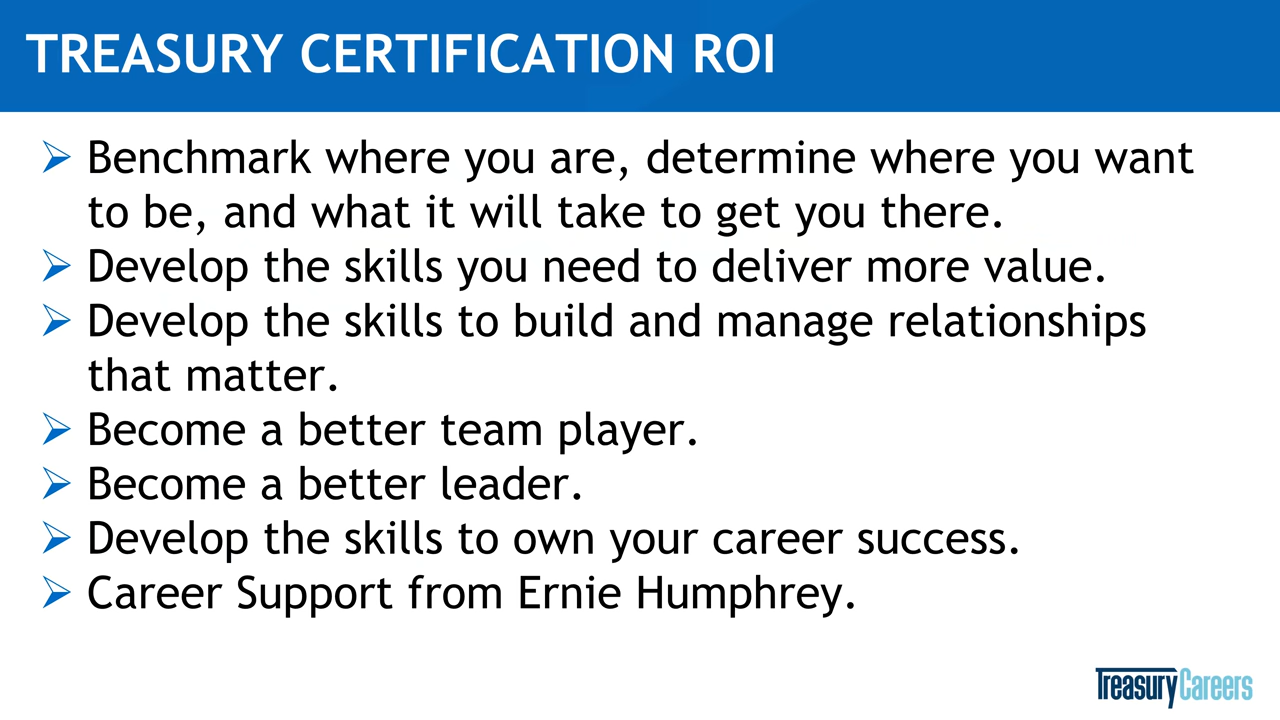 TREASURY CERTIFICATION ROI
➢ Benchmark where you are, determine where you want
to be, and what it will take to get you there.
➢ Develop the skills you need to deliver more value.
➢ Develop the skills to build and manage relationships
that matter.
➢ Become a better team player.
➢ Become a better leader.
➢ Develop the skills to own your career success.
➢ Career Support from Ernie Humphrey.
TreasuryCareers